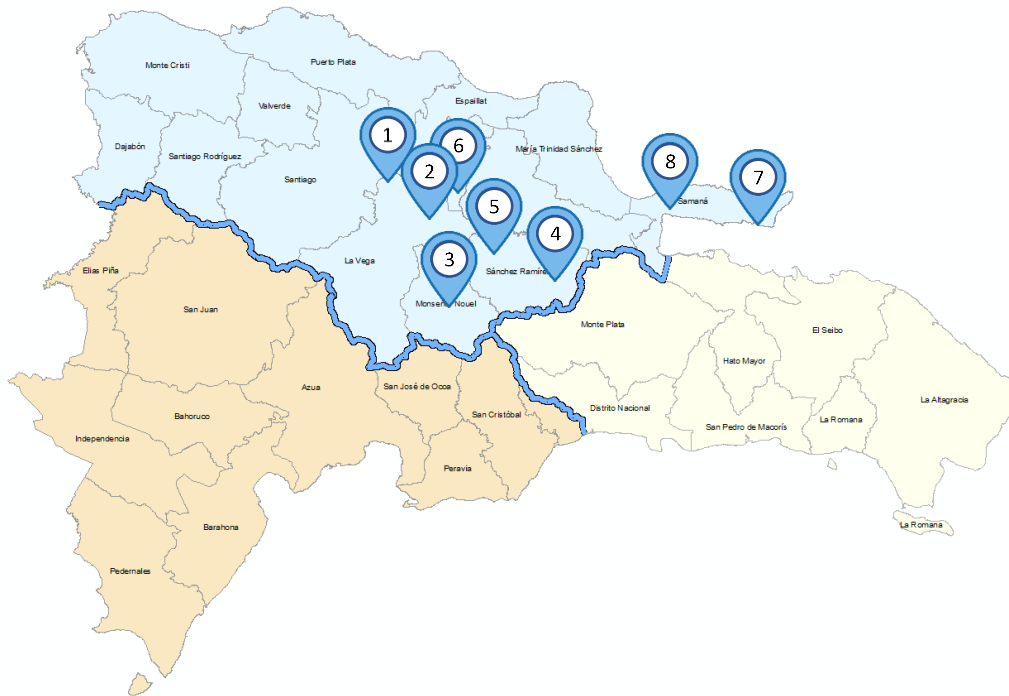 Monte Cristi
Puerto Plata
Valverde
Espaillat
Dajabón
Santiago Rodríguez
1
6
María Trinidad Sánchez
2
8
7
Santiago
Samaná
5
4
La Vega
3
Sánchez Ramíre
Elías Piña
Monseñ Nouel
San Juan
Monte Plata
El Seibo
Hato Mayor
Azua
San José de Ocoa
La Altagracia
Bahoruco
San Cristóbal
Distrito Nacional
La Romana
Independencia
San Pedro de Macorís
Peravia
Barahona
La Romana
Pedernales